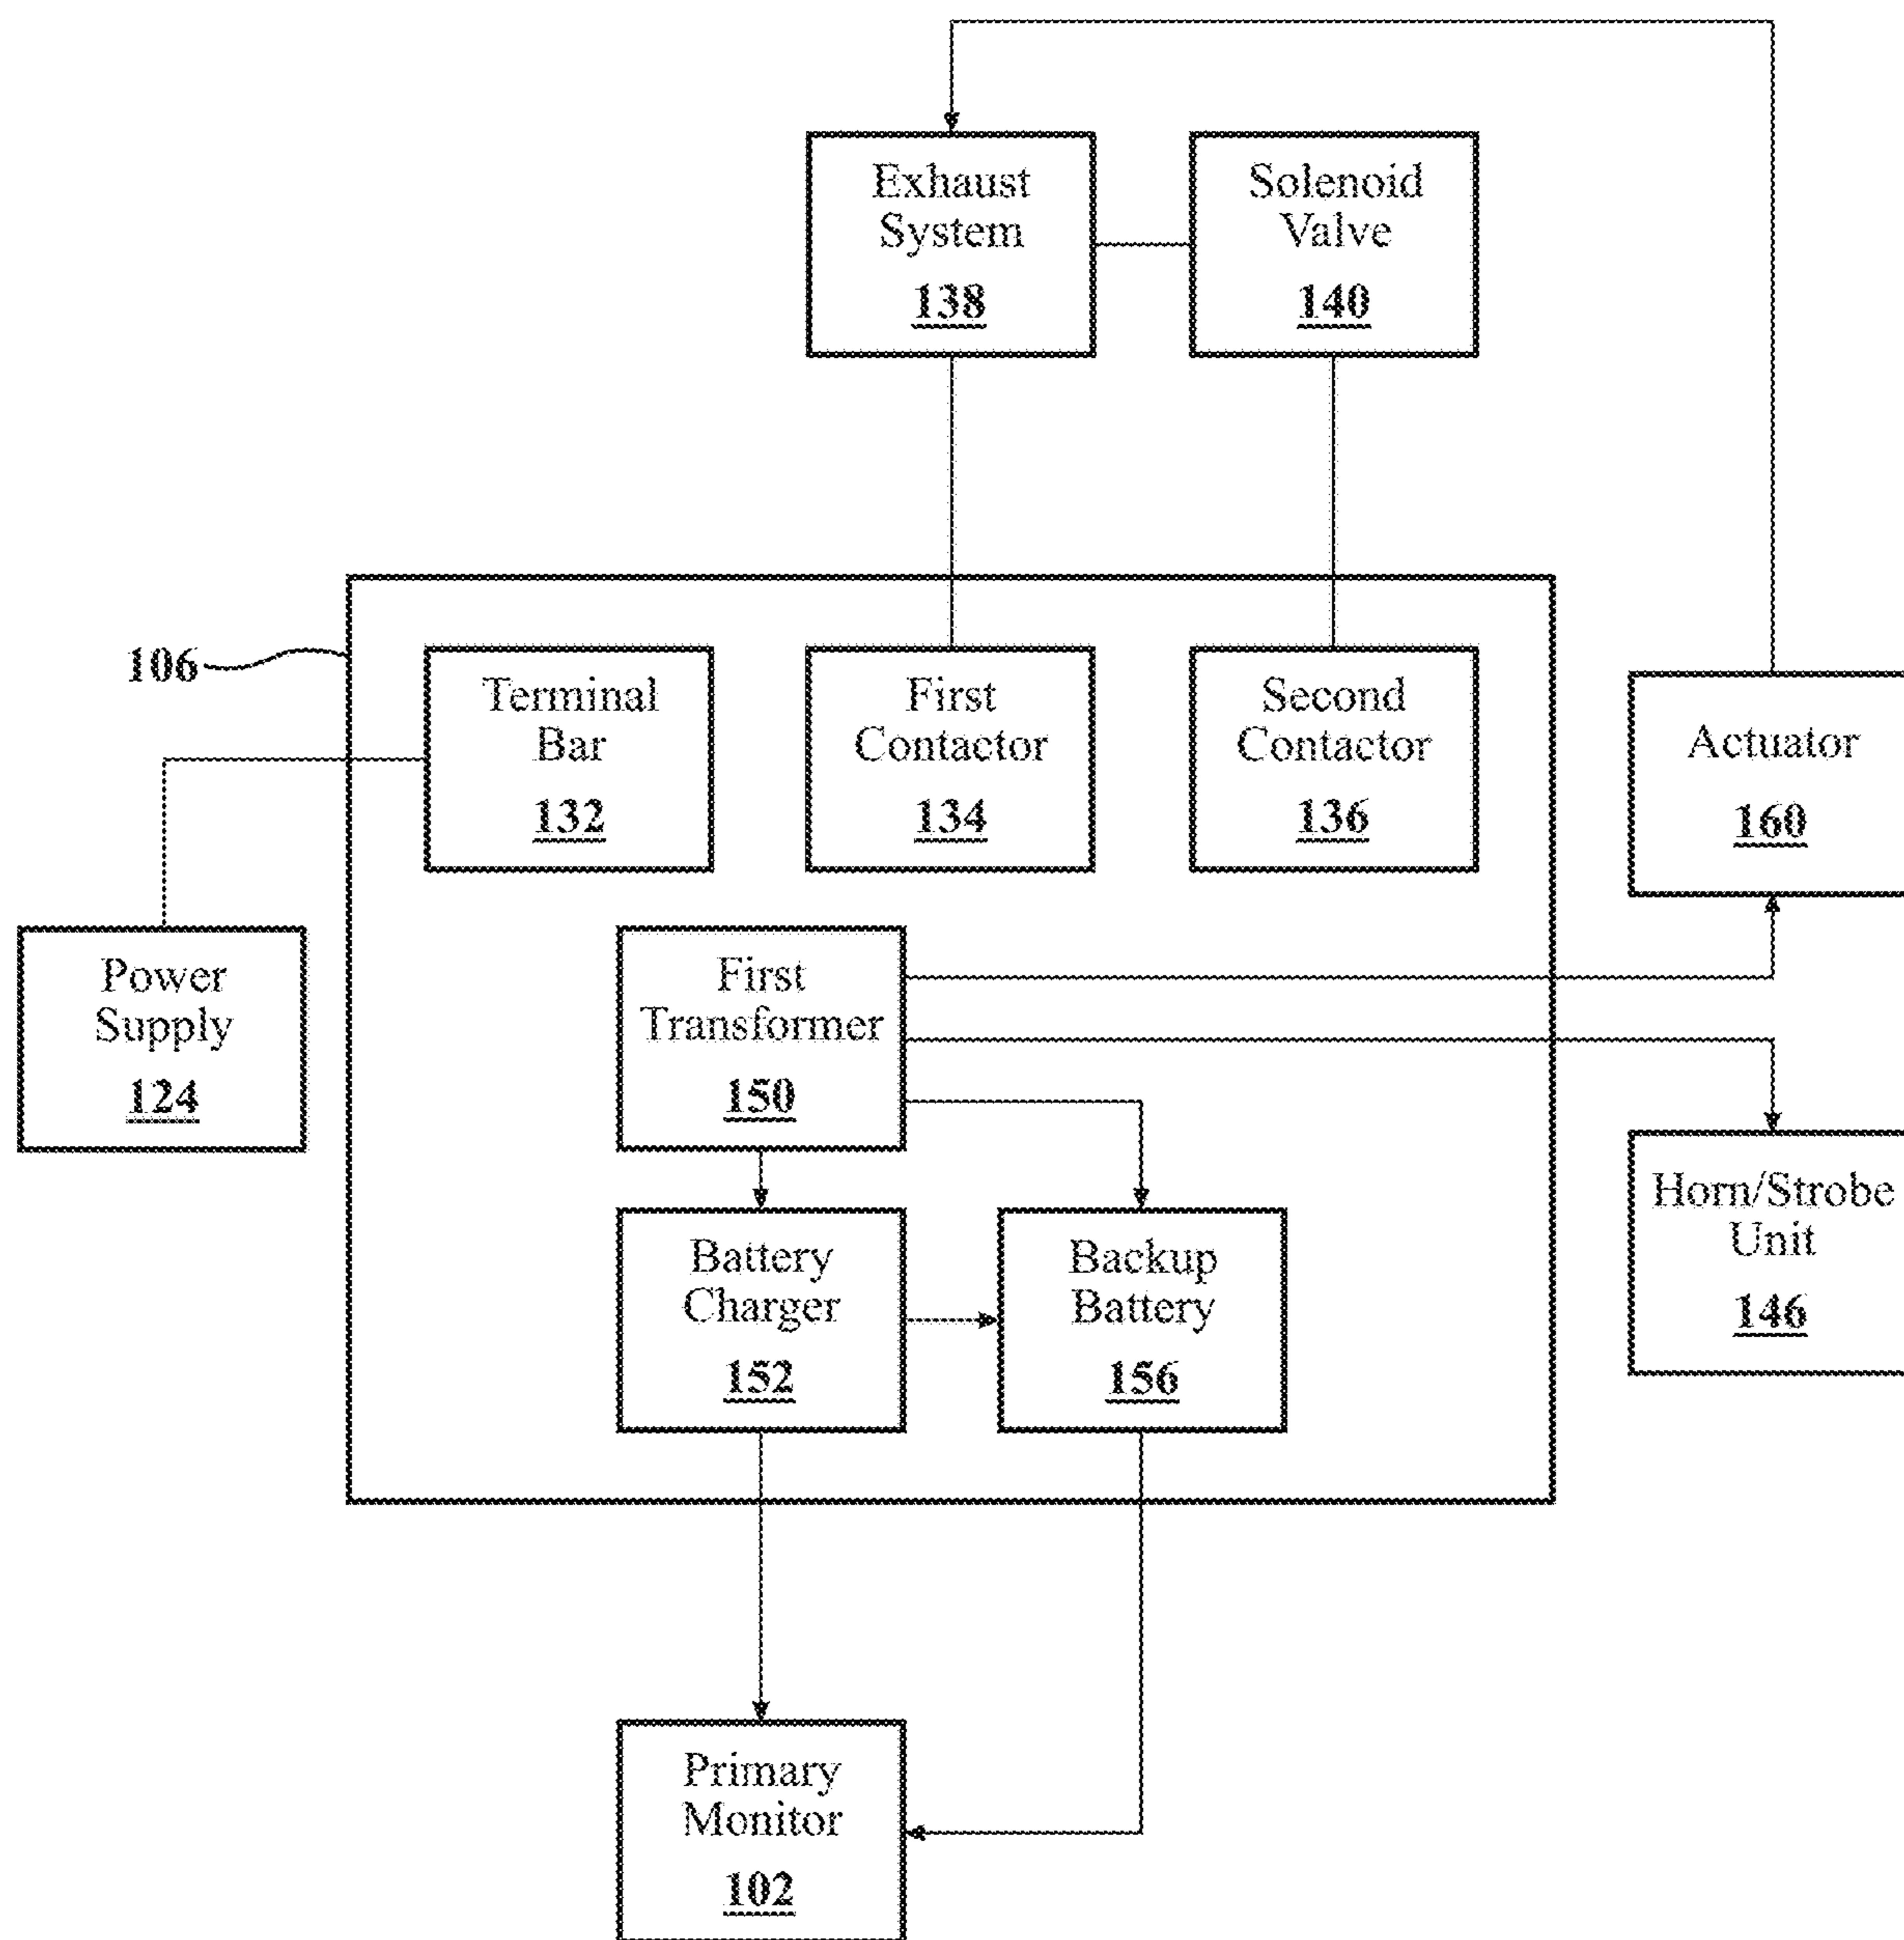 Exhaust
System
138
Solenoid
Valve
140
106
Terminal
Bar
132
First
Contactor
134
Second
Contactor
136
Actuator
160
Power
Supply
124
First
Transformer
150
Horn/Strobe
Unit
146
Battery
Charger
152
Backup
Battery
156
Primary
Monitor
102